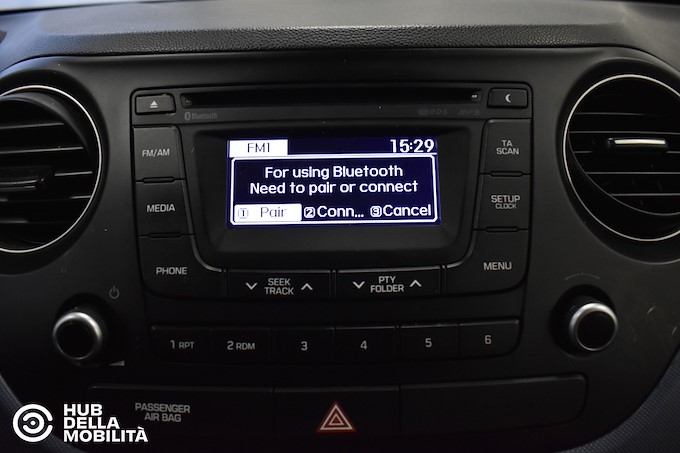 Bluetooth
RDS MP3
FM/AM
MEDIA
PHONE
FM1 15:29
For using Bluetooth
Need to pair or connect
1 Pair 2 Conn... 3 Cancel
TA
SCAN
SETUP
CLOCK
MENU
SEEK
TRACK
PTY
FOLDER
1 RPT 2 RDM 3 4 5 6
PASSENGER
AIR BAG
HUB
DELLA
MOBILITÀ